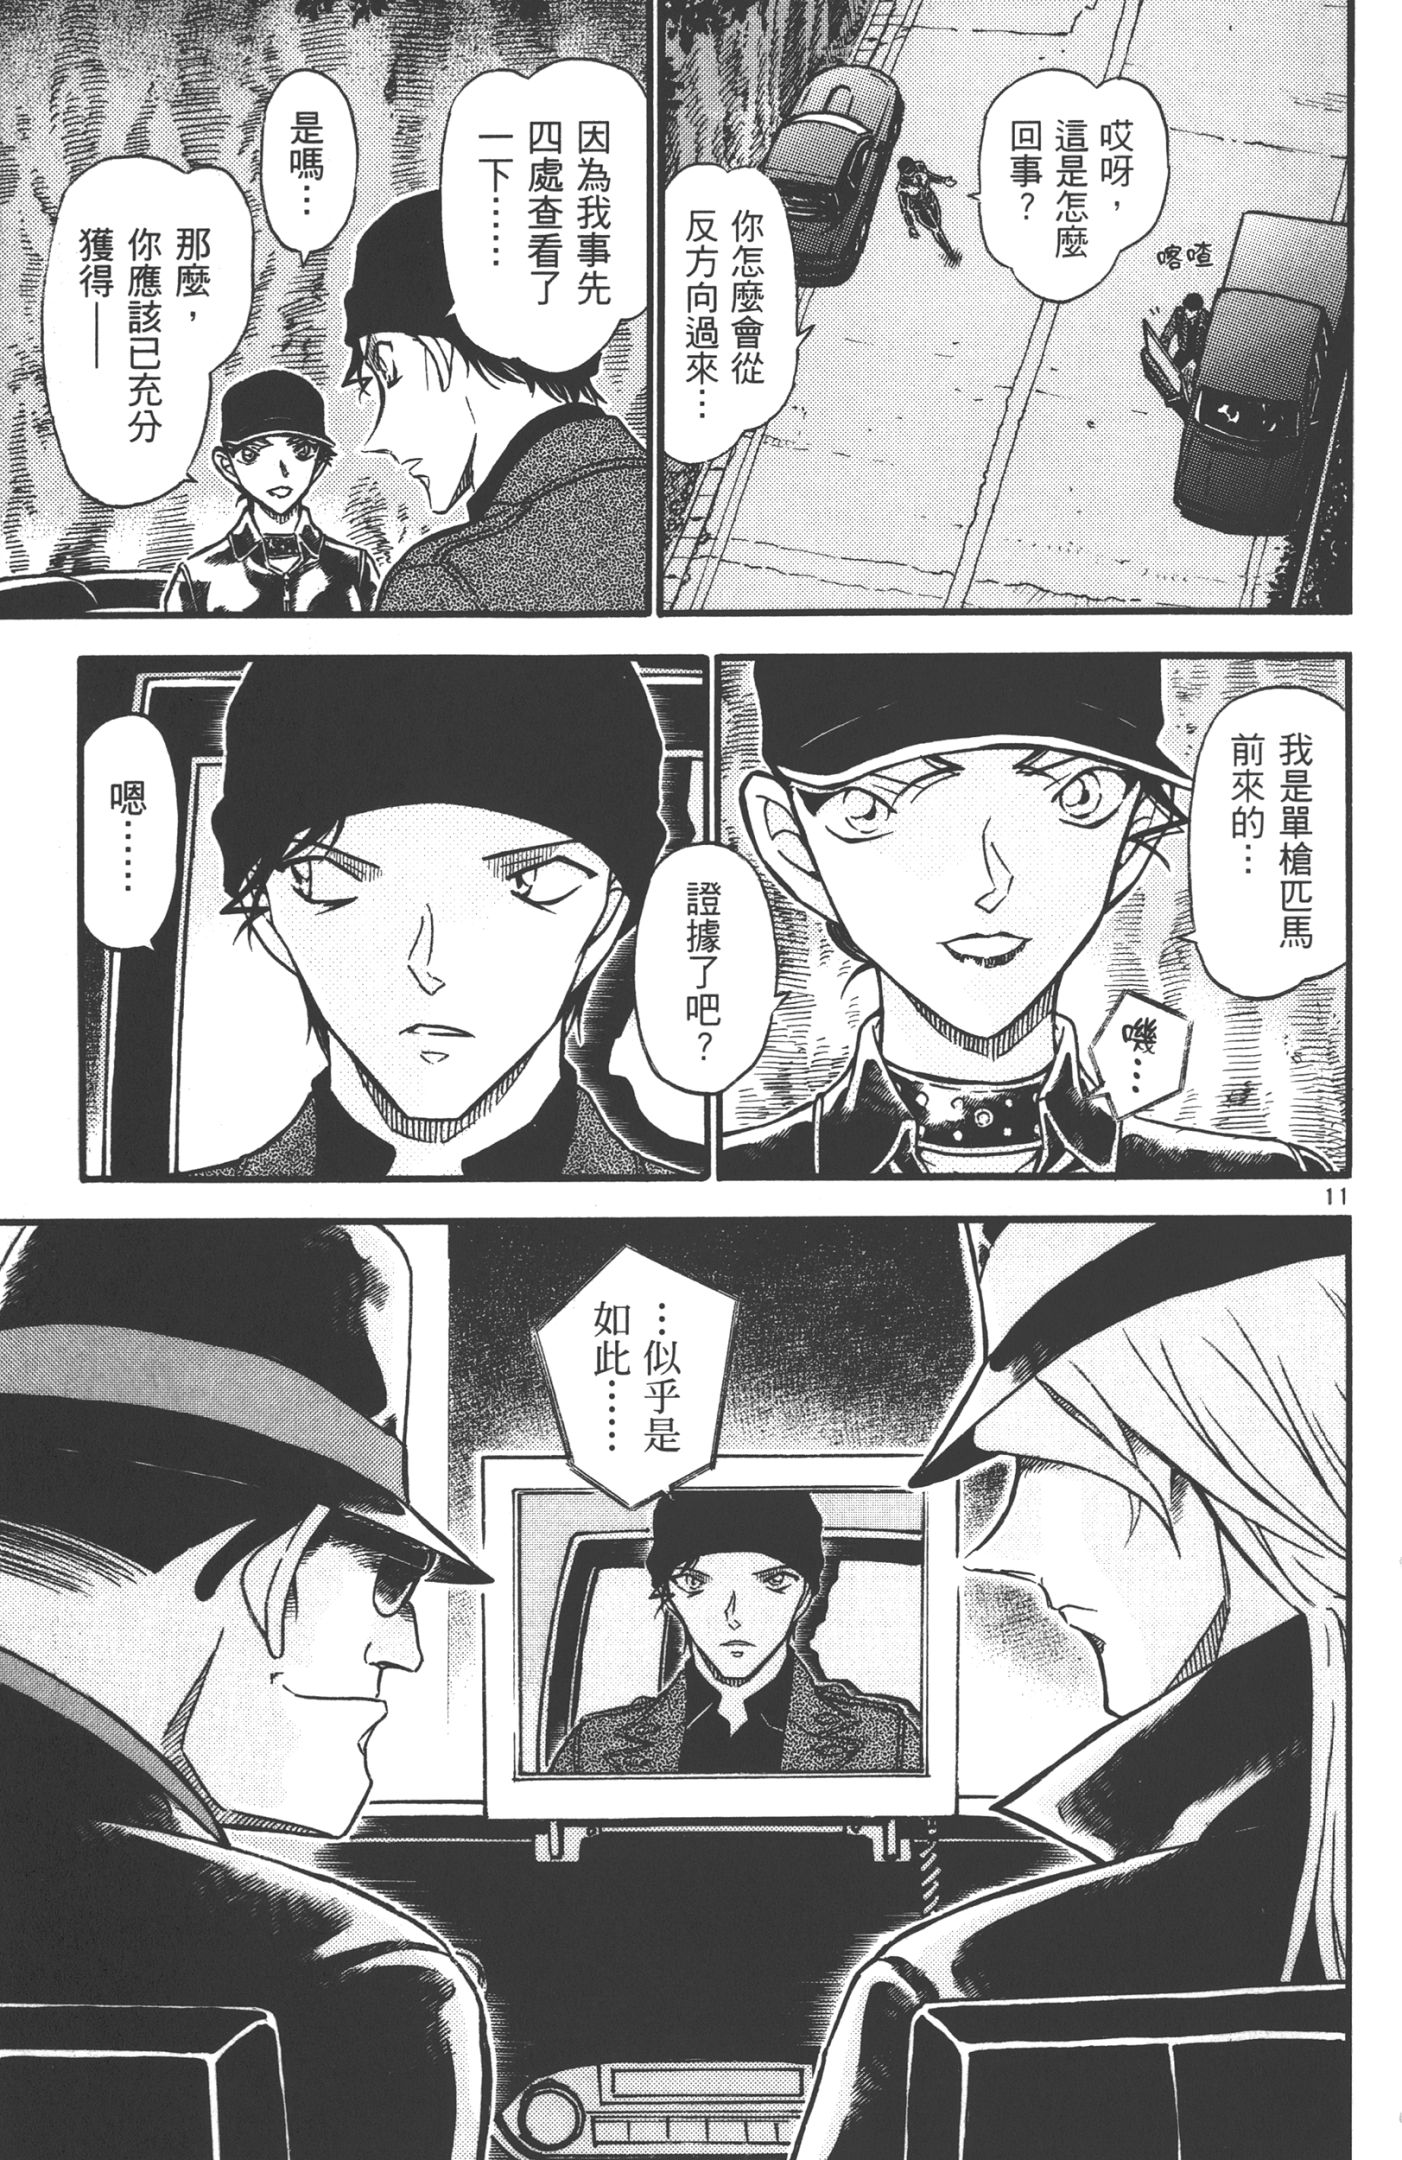 哎呀，
這是怎麼
回事？
喀喳
你怎麼會從
反方向過來…
因為我事先
四處查看了
一下……
是嗎…
那麼，
你應該已充分
獲得——
我是單槍匹馬
前來的…
嘰…
證據了吧？
嗯……
11
…似乎是
如此……